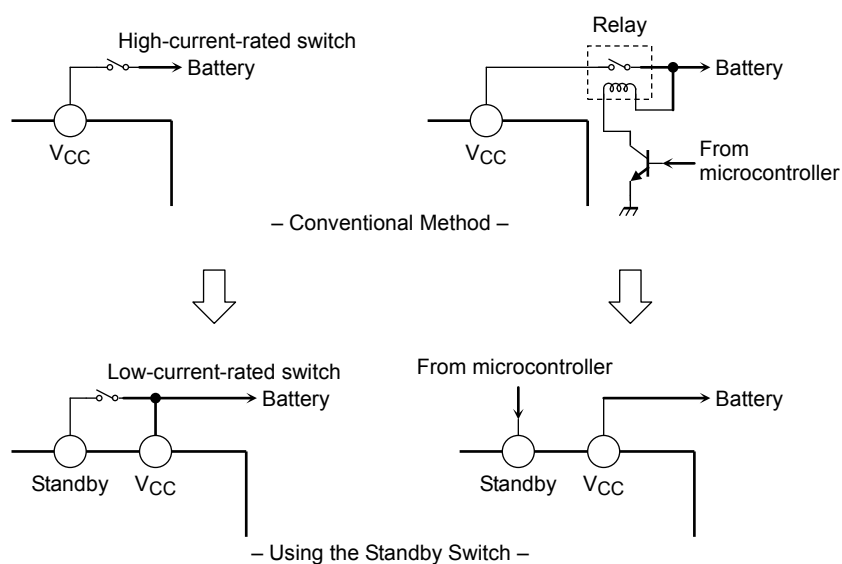 High-current-rated switch
Battery
VCC
Relay
Battery
VCC
From
microcontroller
– Conventional Method –
Low-current-rated switch
Battery
Standby
VCC
From microcontroller
Battery
Standby
VCC
– Using the Standby Switch –